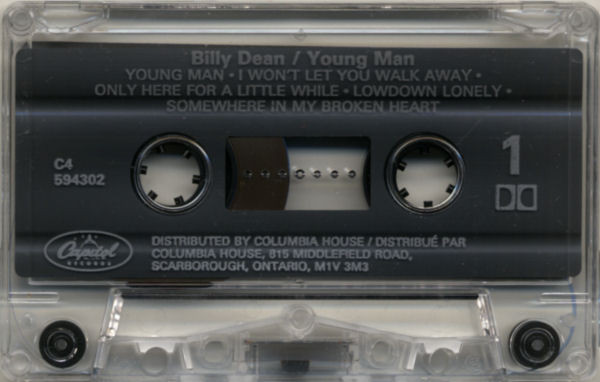 Billy Dean / Young Man
YOUNG MAN • I WON'T LET YOU WALK AWAY •
ONLY HERE FOR A LITTLE WHILE • LOWDOWN LONELY •
SOMEWHERE IN MY BROKEN HEART
C4
594302
1
Capitol
RECORDS
DISTRIBUTED BY COLUMBIA HOUSE / DISTRIBUÉ PAR
COLUMBIA HOUSE, 815 MIDDLEFIELD ROAD,
SCARBOROUGH, ONTARIO, M1V 3M3